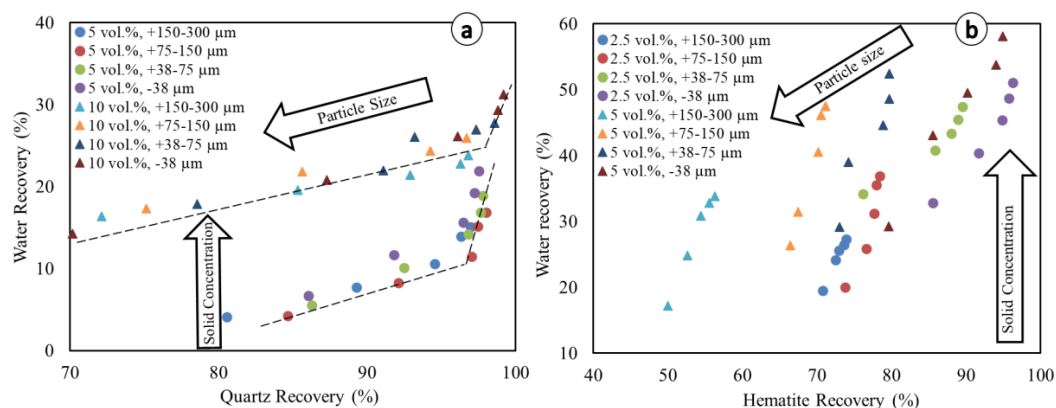 a
5 vol.%, +150-300 µm
5 vol.%, +75-150 µm
5 vol.%, +38-75 µm
5 vol.%, -38 µm
10 vol.%, +150-300 µm
10 vol.%, +75-150 µm
10 vol.%, +38-75 µm
10 vol.%, -38 µm
Particle Size
Solid Concentration
Water Recovery (%)
40
30
20
10
0
70
80
90
100
Quartz Recovery (%)
b
2.5 vol.%, +150-300 µm
2.5 vol.%, +75-150 µm
2.5 vol.%, +38-75 µm
2.5 vol.%, -38 µm
5 vol.%, +150-300 µm
5 vol.%, +75-150 µm
5 vol.%, +38-75 µm
5 vol.%, -38 µm
Particle size
Solid Concentration
Water recovery (%)
60
50
40
30
20
10
40
50
60
70
80
90
100
Hematite Recovery (%)